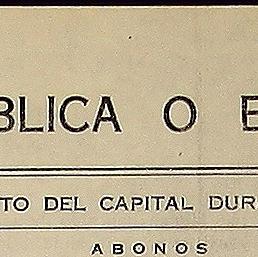 BLICA O E
TO DEL CAPITAL DUR
ABONOS